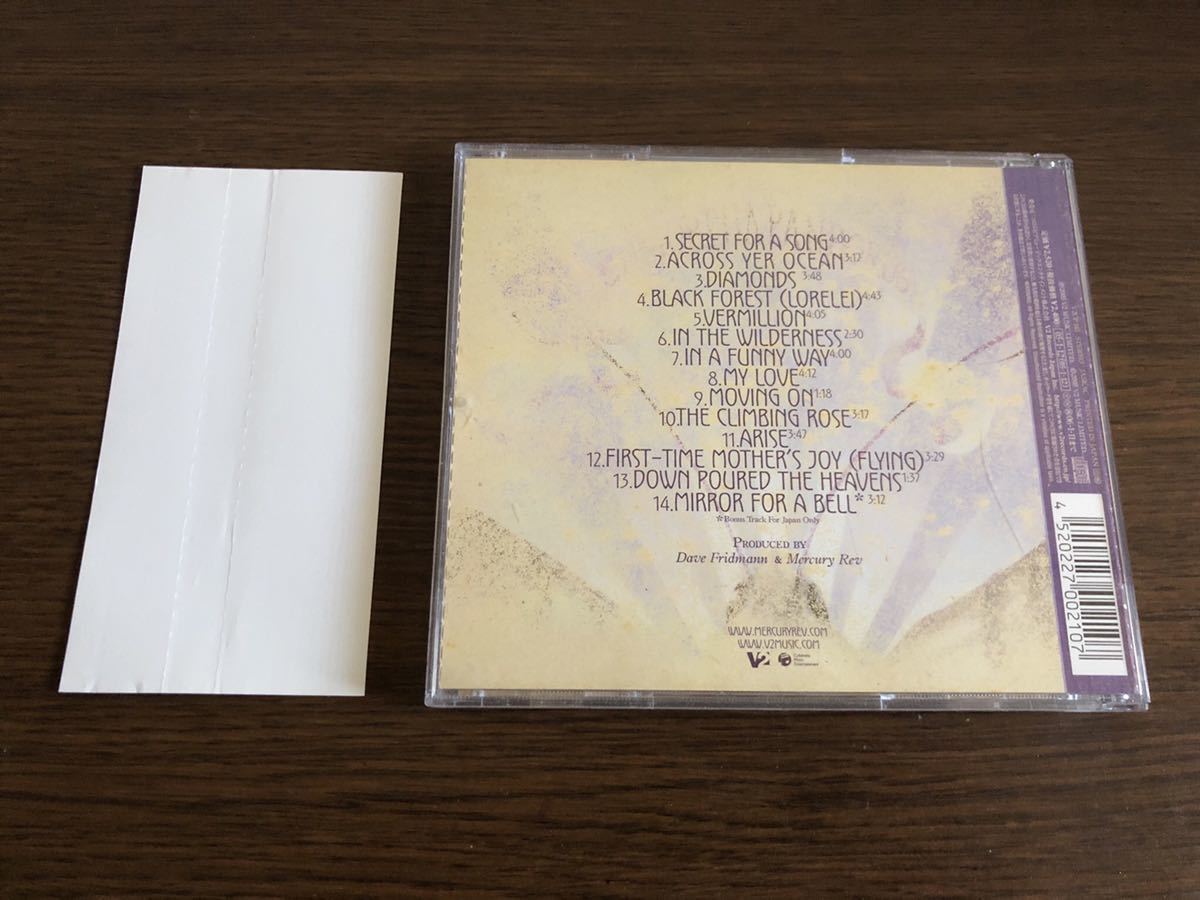 1. SECRET FOR A SONG 4:00
2. ACROSS YER OCEAN 3:12
3. DIAMONDS 3:48
4. BLACK FOREST (LORELEI) 4:43
5. VERMILLION 4:05
6. IN THE WILDERNESS 2:30
7. IN A FUNNY WAY 4:00
8. MY LOVE 4:12
9. MOVING ON 1:18
10. THE CLIMBING ROSE 3:17
11. ARISE 3:47
12. FIRST-TIME MOTHER'S JOY (FLYING) 3:29
13. DOWN POURED THE HEAVENS 1:37
14. MIRROR FOR A BELL* 3:12
*Bonus Track For Japan Only
PRODUCED BY
Dave Fridmann & Mercury Rev
WWW.MERCURYREV.COM
WWW.V2MUSIC.COM
V2
4 520227 002107